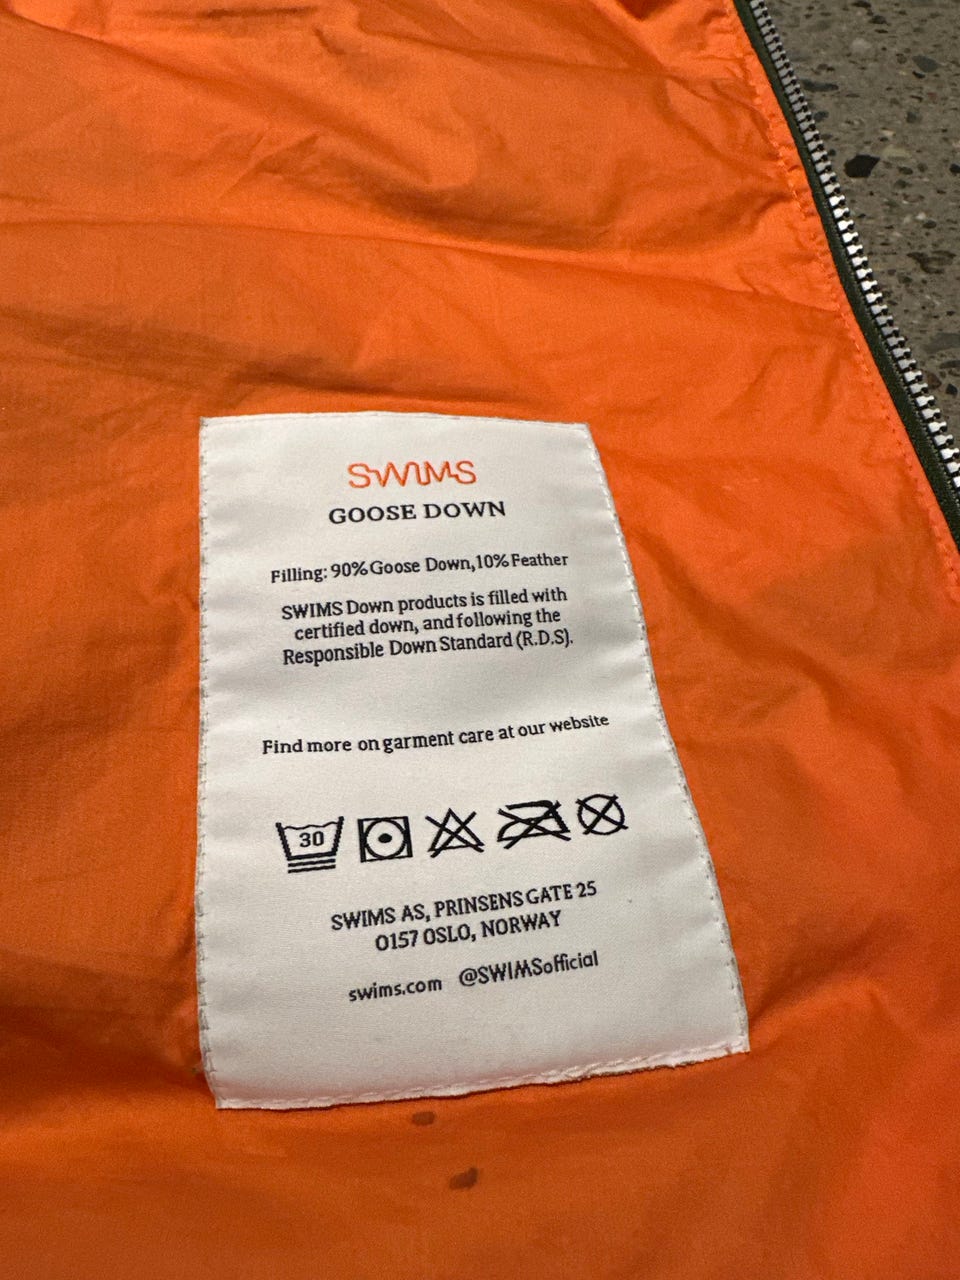 SWIMS
GOOSE DOWN
Filling: 90% Goose Down,10% Feather
SWIMS Down products is filled with
certified down, and following the
Responsible Down Standard (R.D.S).
Find more on garment care at our website
30
SWIMS AS, PRINSENS GATE 25
0157 OSLO, NORWAY
swims.com @SWIMSofficial